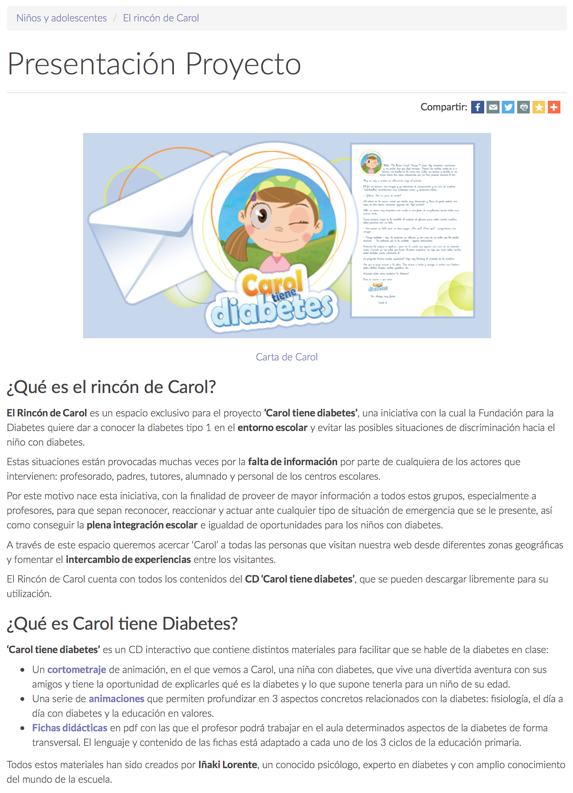 Niños y adolescentes / El rincón de Carol
Presentación Proyecto
Compartir:
Carol
tiene
diabetes
Carta de Carol
¿Qué es el rincón de Carol?
El Rincón de Carol es un espacio exclusivo para el proyecto ‘Carol tiene diabetes’, una iniciativa con la cual la Fundación para la
Diabetes quiere dar a conocer la diabetes tipo 1 en el entorno escolar y evitar las posibles situaciones de discriminación hacia el
niño con diabetes.
Estas situaciones están provocadas muchas veces por la falta de información por parte de cualquiera de los actores que
intervienen: profesorado, padres, tutores, alumnado y personal de los centros escolares.
Por este motivo nace esta iniciativa, con la finalidad de proveer de mayor información a todos estos grupos, especialmente a
profesores, para que sepan reconocer, reaccionar y actuar ante cualquier tipo de situación de emergencia que se le presente, así
como conseguir la plena integración escolar e igualdad de oportunidades para los niños con diabetes.
A través de este espacio queremos acercar ‘Carol’ a todas las personas que visitan nuestra web desde diferentes zonas geográficas
y fomentar el intercambio de experiencias entre los visitantes.
El Rincón de Carol cuenta con todos los contenidos del CD ‘Carol tiene diabetes’, que se pueden descargar libremente para su
utilización.
¿Qué es Carol tiene Diabetes?
‘Carol tiene diabetes’ es un CD interactivo que contiene distintos materiales para facilitar que se hable de la diabetes en clase:
• Un cortometraje de animación, en el que vemos a Carol, una niña con diabetes, que vive una divertida aventura con sus
amigos y tiene la oportunidad de explicarles qué es la diabetes y lo que supone tenerla para un niño de su edad.
• Una serie de animaciones que permiten profundizar en 3 aspectos concretos relacionados con la diabetes: fisiología, el día a
día con diabetes y la educación en valores.
• Fichas didácticas en pdf con las que el profesor podrá trabajar en el aula determinados aspectos de la diabetes de forma
transversal. El lenguaje y contenido de las fichas está adaptado a cada uno de los 3 ciclos de la educación primaria.
Todos estos materiales han sido creados por Iñaki Lorente, un conocido psicólogo, experto en diabetes y con amplio conocimiento
del mundo de la escuela.